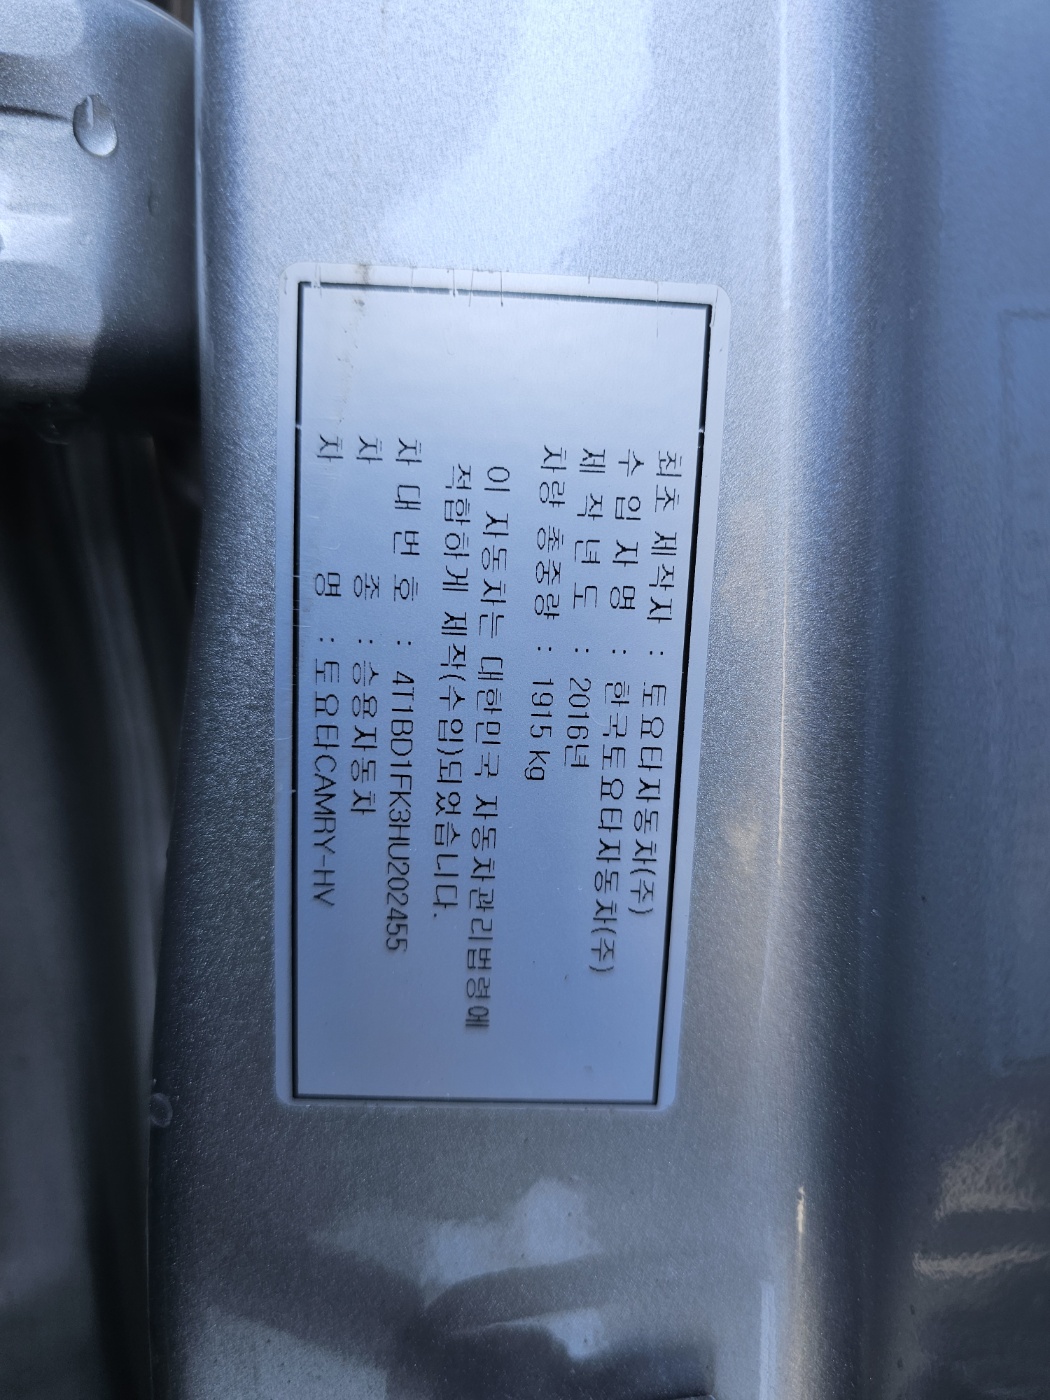 최초 제작사 : 토요타자동차(주)
수 입 자 명 : 한국토요타자동차(주)
제 작 년 도 : 2016년
차량 총중량 : 1915 kg
이 자동차는 대한민국 자동차관리법령에
적합하게 제작(수입)되었습니다.
차 대 번 호 : 4T1BD1FK3HU202455
차 종 : 승용자동차
차 명 : 토요타CAMRY-HV